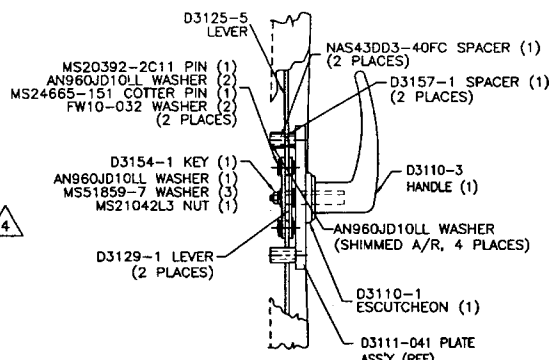 D3125-5
LEVER
MS20392-2C11 PIN (1)
AN960JD10LL WASHER (2)
MS24665-151 COTTER PIN (1)
FW10-032 WASHER (2)
(2 PLACES)
D3154-1 KEY (1)
AN960JD10LL WASHER (1)
MS51859-7 WASHER (3)
MS21042L3 NUT (1)
4
D3129-1 LEVER
(2 PLACES)
NAS43DD3-40FC SPACER (1)
(2 PLACES)
D3157-1 SPACER (1)
(2 PLACES)
D3110-3
HANDLE (1)
AN960JD10LL WASHER
(SHIMMED A/R, 4 PLACES)
D3110-1
ESCUTCHEON (1)
D3111-041 PLATE
ASS'Y (REF)